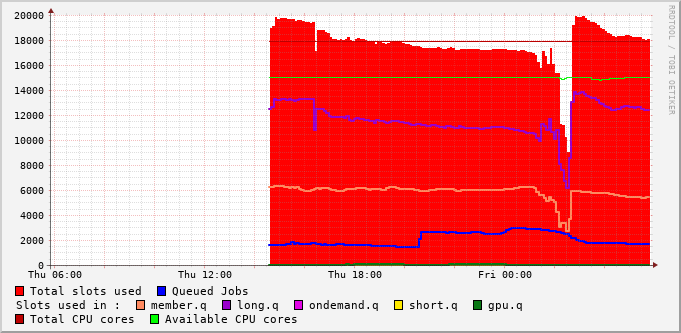 RRDTOOL / TOBI OETIKER
20000
18000
16000
14000
12000
10000
8000
6000
4000
2000
0
Thu 06:00 Thu 12:00 Thu 18:00 Fri 00:00
Total slots used Queued Jobs
Slots used in : member.q long.q ondemand.q short.q gpu.q
Total CPU cores Available CPU cores